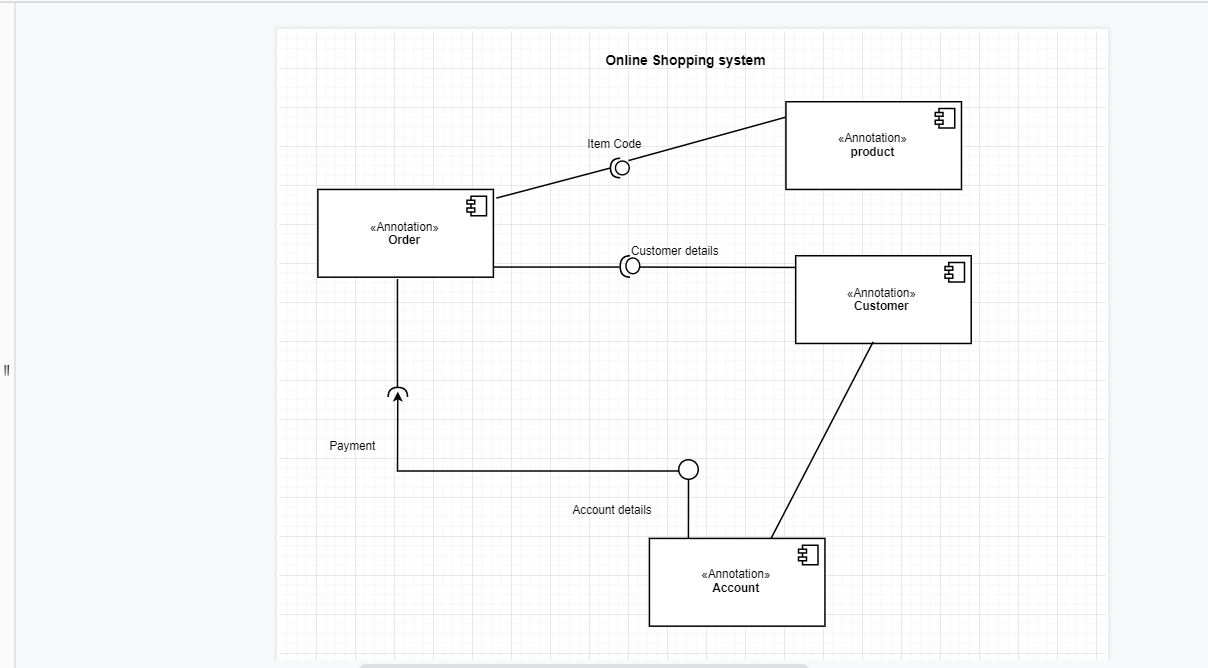 Online Shopping system
Item Code
«Annotation»
product
«Annotation»
Order
Customer details
«Annotation»
Customer
Payment
Account details
«Annotation»
Account